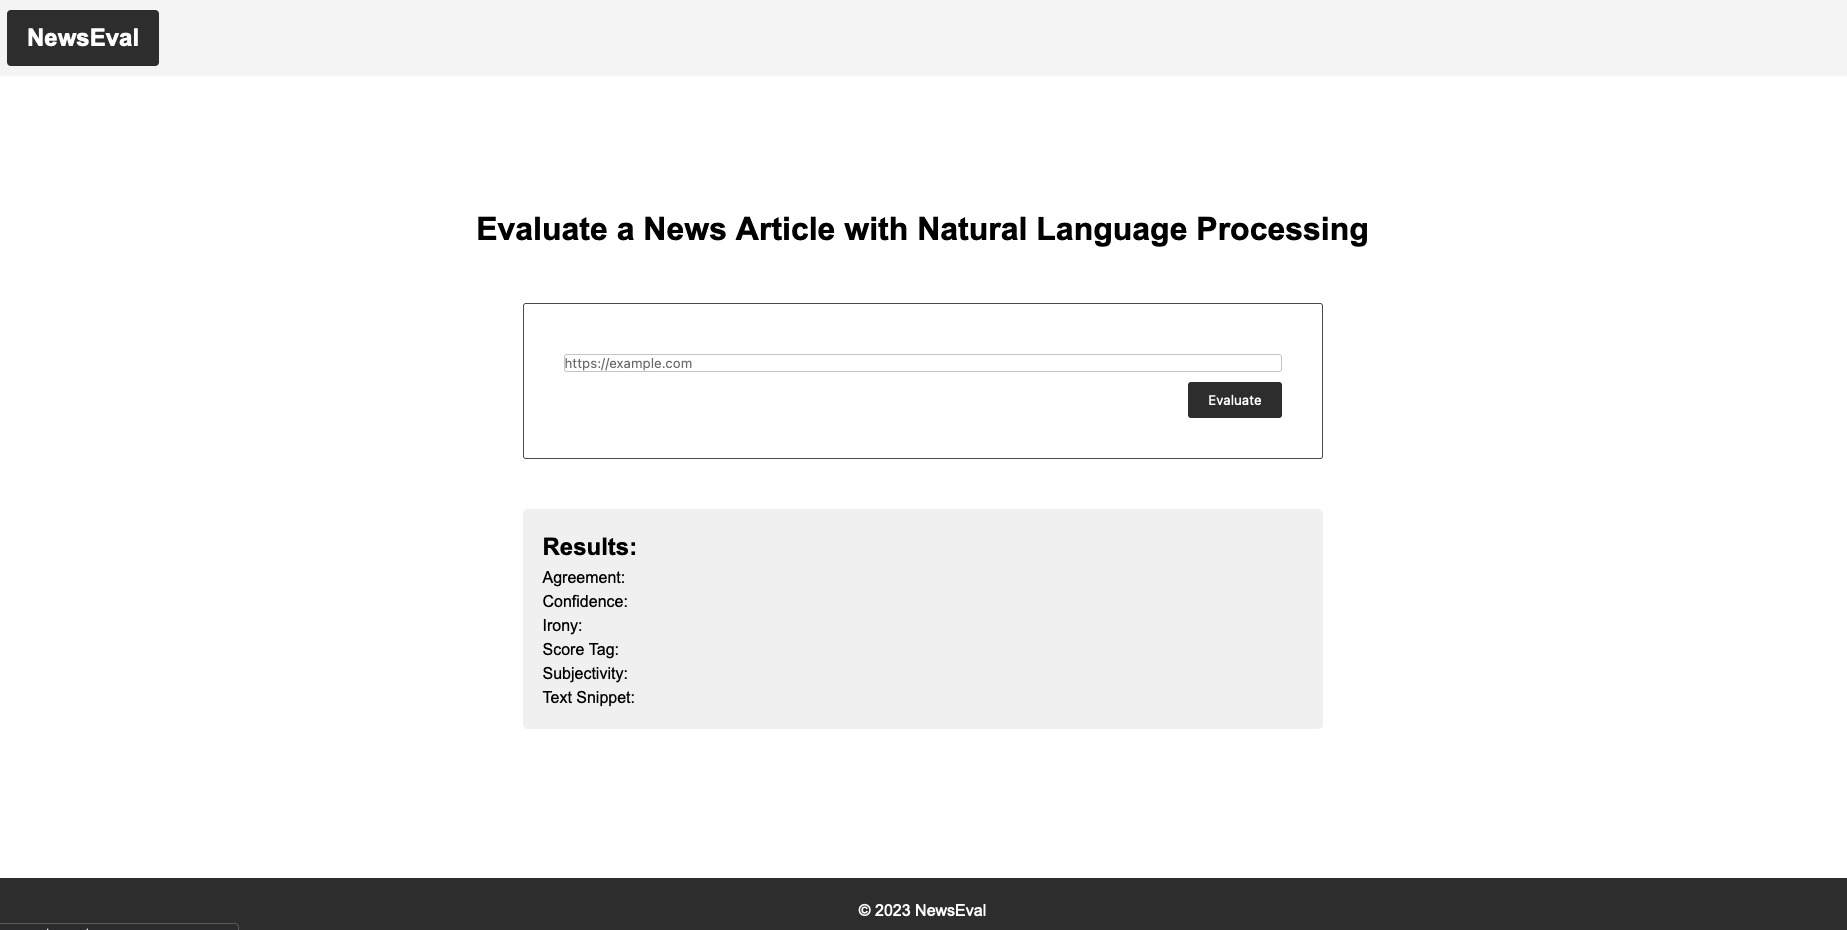 NewsEval
Evaluate a News Article with Natural Language Processing
https://example.com
Evaluate
Results:
Agreement:
Confidence:
Irony:
Score Tag:
Subjectivity:
Text Snippet:
© 2023 NewsEval